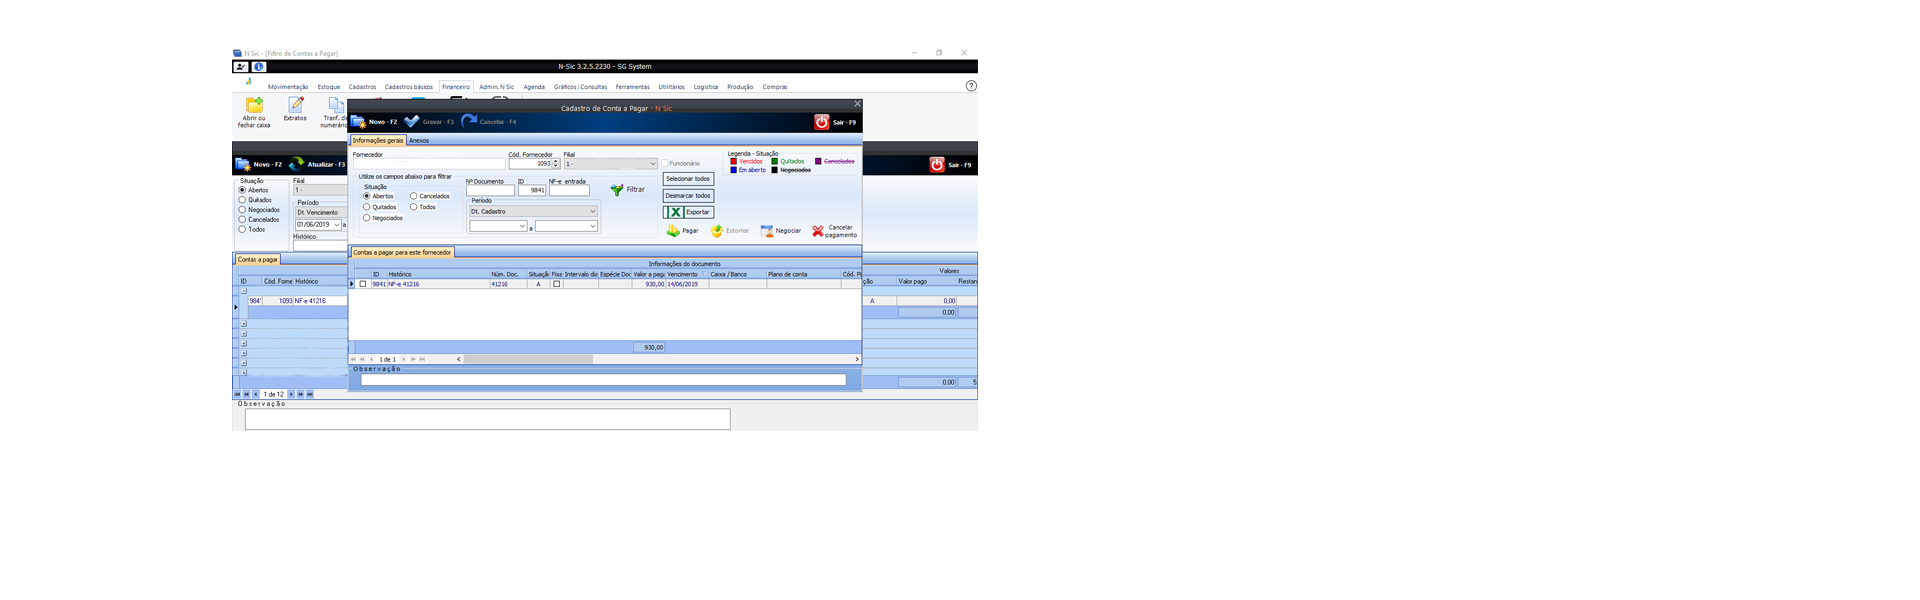 N Sic - [Filtro de Contas a Pagar]
N-Sic 3.2.5.2230 - SG System
Movimentação Estoque Cadastros Cadastros básicos Financeiro Admin. N Sic Agenda Gráficos | Consultas Ferramentas Utilitários Logística Produção Compras
Abrir ou fechar caixa
Extratos
Tranf. de numerário
Cadastro de Conta a Pagar - N Sic
Novo - F2 Gravar - F3 Cancelar - F4 Sair - F9
Informações gerais Anexos
Fornecedor
Cód. Fornecedor
1093
Filial
1 -
Funcionário
Legenda - Situação
Vencidos Quitados Cancelados
Em aberto Negociados
Utilize os campos abaixo para filtrar
Situação
Abertos Cancelados
Quitados Todos
Negociados
Nº Documento
ID
9841
NF-e entrada
Filtrar
Período
Dt. Cadastro
a
Selecionar todos
Desmarcar todos
Exportar
Pagar Estornar Negociar Cancelar pagamento
Contas a pagar para este fornecedor
Informações do documento
ID Histórico Núm. Doc. Situação Fixa Intervalo dia Espécie Doc Valor a paga Vencimento Caixa / Banco Plano de conta Cód. Pl
9841 NF-e 41216 41216 A 930,00 14/06/2019
930,00
1 de 1
Observação
Novo - F2 Atualizar - F3 Sair - F9
Situação
Abertos
Quitados
Negociados
Cancelados
Todos
Filial
1 -
Período
Dt. Vencimento
01/06/2019 a
Histórico
Contas a pagar
Valores
ID Cód. Forne Histórico ção Valor pago Restan
984 1093 NF-e 41216 A 0,00
0,00
0,00 5
1 de 12
Observação